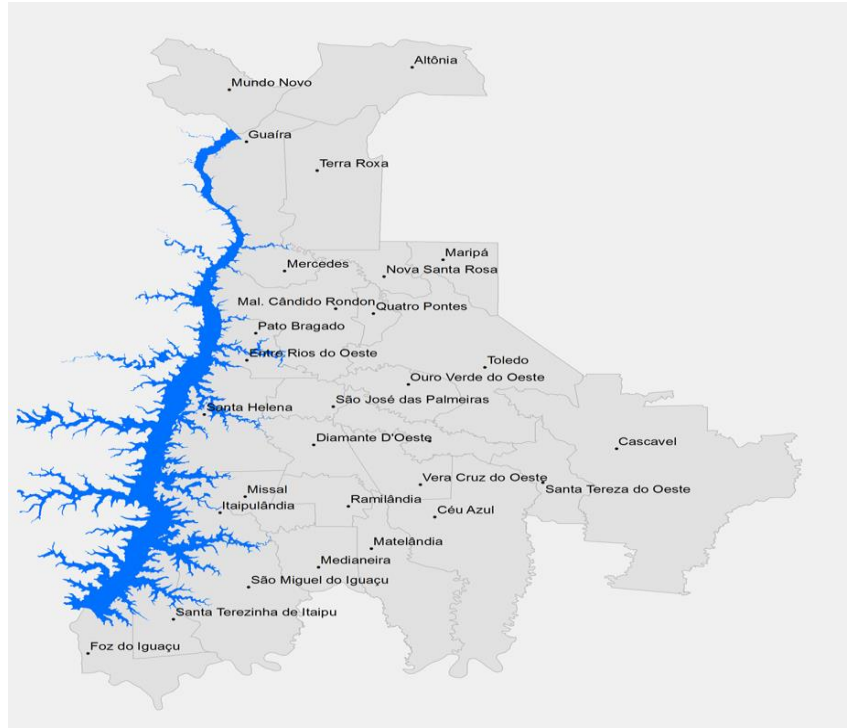 Altônia
Mundo Novo
Guaíra
Terra Roxa
Maripá
Mercedes
Nova Santa Rosa
Mal. Cândido Rondon
Quatro Pontes
Pato Bragado
Entre Rios do Oeste
Toledo
Ouro Verde do Oeste
São José das Palmeiras
Santa Helena
Diamante D'Oeste
Cascavel
Vera Cruz do Oeste
Santa Tereza do Oeste
Missal
Ramilândia
Itaipulândia
Céu Azul
Matelândia
Medianeira
São Miguel do Iguaçu
Santa Terezinha de Itaipu
Foz do Iguaçu